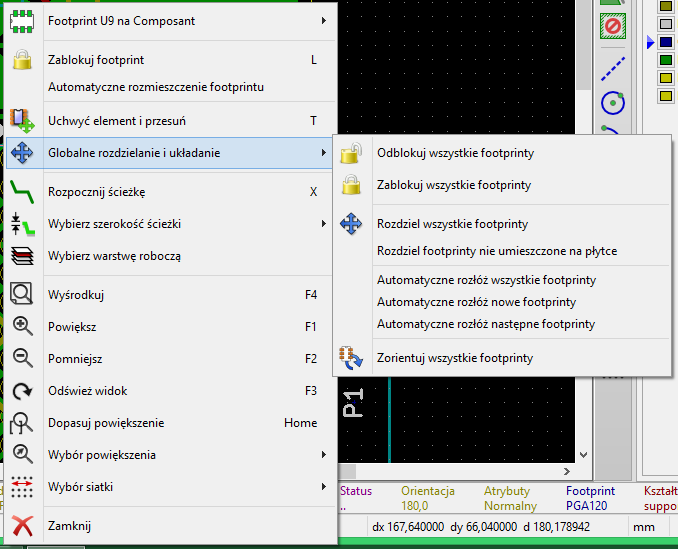 Footprint U9 na Composant
Zablokuj footprint L
Automatyczne rozmieszczenie footprintu
Uchwyć element i przesuń T
Globalne rozdzielanie i układanie
Rozpocznij ścieżkę X
Wybierz szerokość ścieżki
Wybierz warstwę roboczą
Wyśrodkuj F4
Powiększ F1
Pomniejsz F2
Odśwież widok F3
Dopasuj powiększenie Home
Wybór powiększenia
Wybór siatki
Zamknij
Odblokuj wszystkie footprinty
Zablokuj wszystkie footprinty
Rozdziel wszystkie footprinty
Rozdziel footprinty nie umieszczone na płytce
Automatyczne rozłóż wszystkie footprinty
Automatyczne rozłóż nowe footprinty
Automatyczne rozłóż następne footprinty
Zorientuj wszystkie footprinty
P1
Status Orientacja Atrybuty Footprint Kształt
.. 180,0 Normalny PGA120 suppo
dx 167,640000 dy 66,040000 d 180,178942 mm